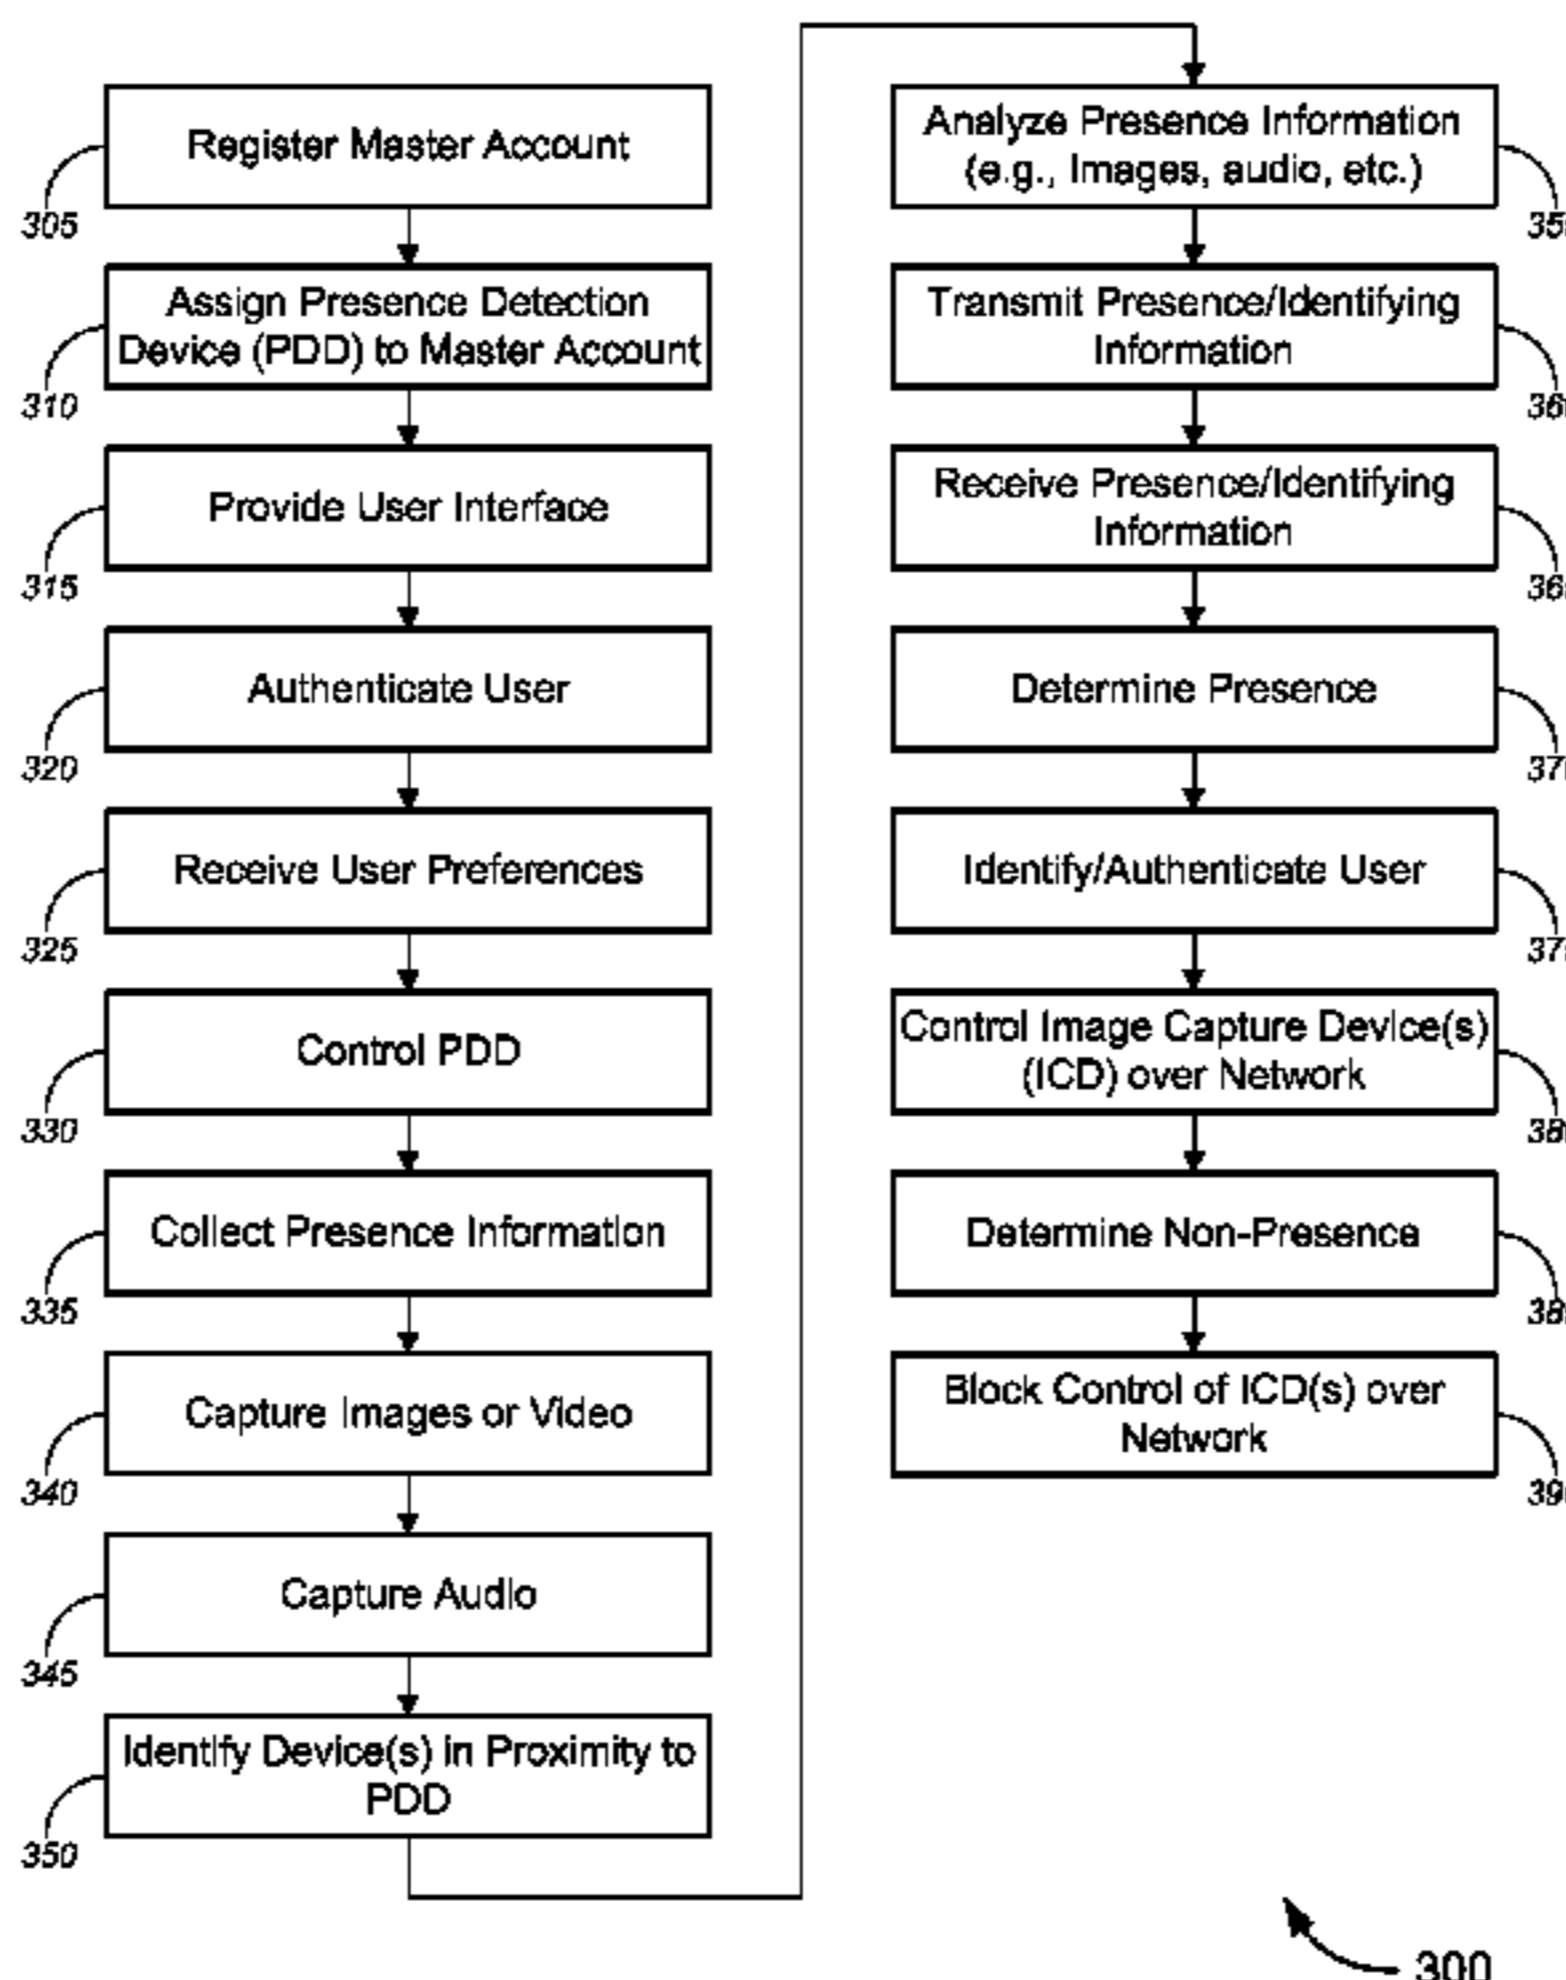 Register Master Account
305
Assign Presence Detection
Device (PDD) to Master Account
310
Provide User Interface
315
Authenticate User
320
Receive User Preferences
325
Control PDD
330
Collect Presence Information
335
Capture Images or Video
340
Capture Audio
345
Identify Device(s) in Proximity to
PDD
350
Analyze Presence Information
(e.g., Images, audio, etc.)
Transmit Presence/Identifying
Information
Receive Presence/Identifying
Information
Determine Presence
Identify/Authenticate User
Control Image Capture Device(s)
(ICD) over Network
Determine Non-Presence
Block Control of ICD(s) over
Network
300